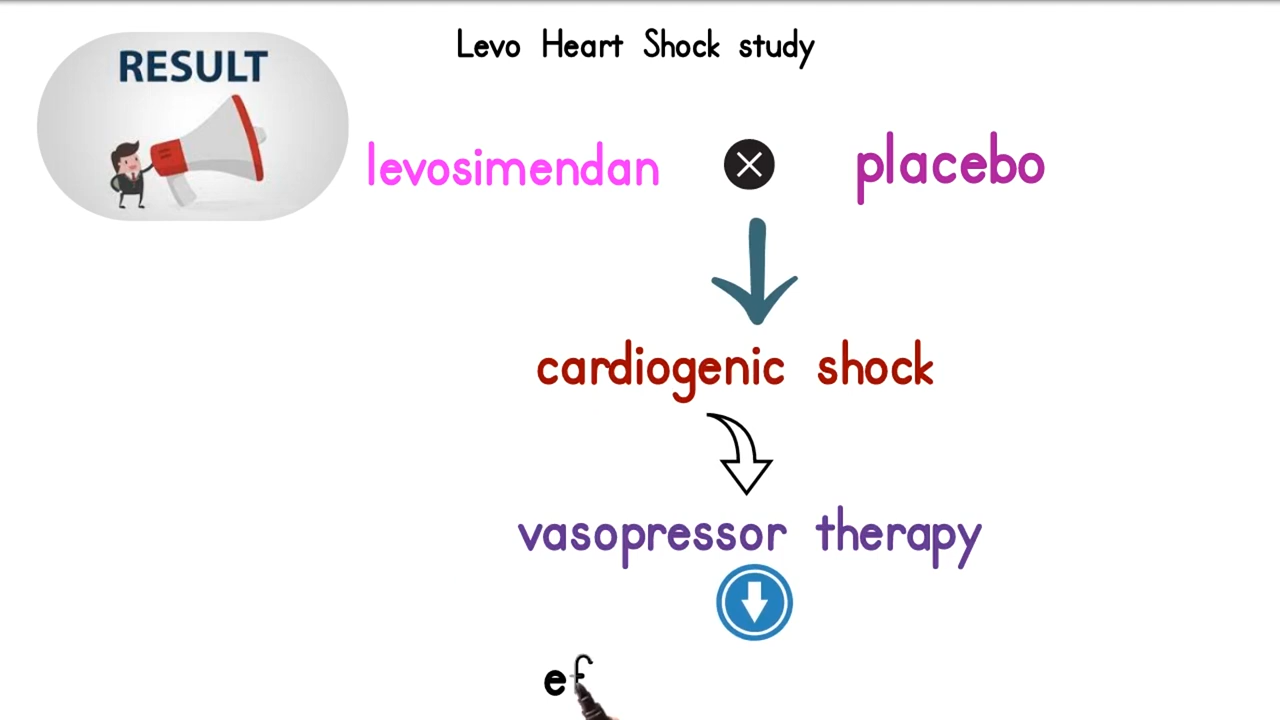 Levo Heart Shock study
RESULT
levosimendan placebo
cardiogenic shock
vasopressor therapy
ef